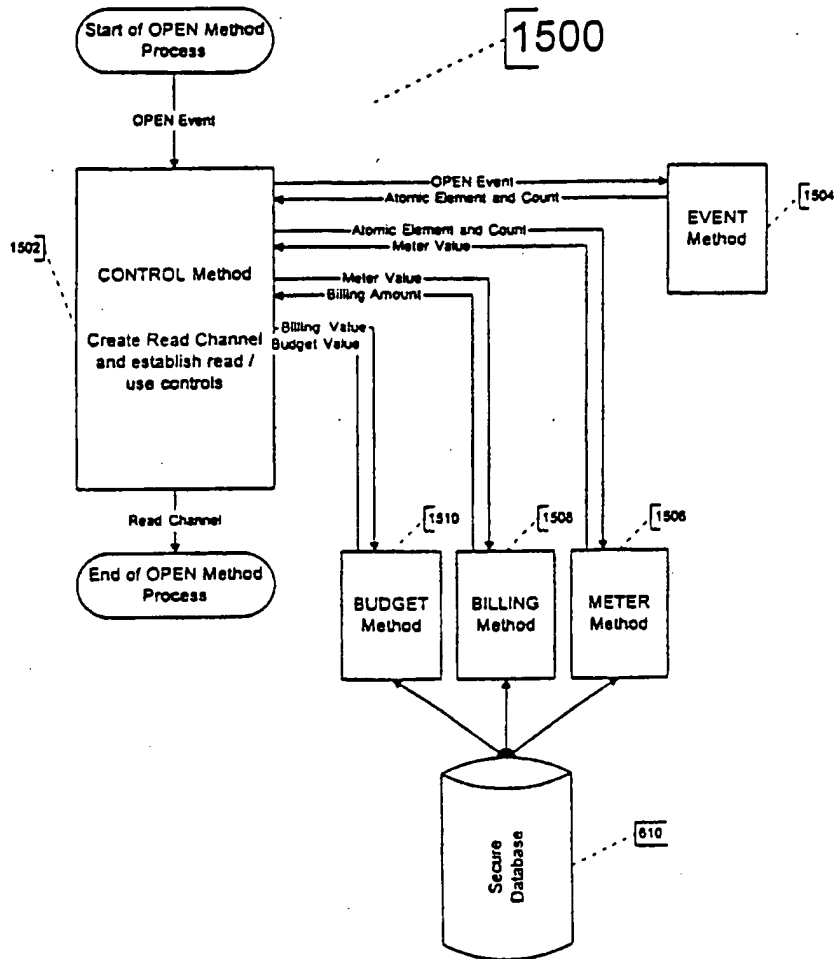 Start of OPEN Method
Process
1500
OPEN Event
OPEN Event
Atomic Element and Count
EVENT
Method
1504
1502
CONTROL Method
Create Read Channel
and establish read /
use controls
Atomic Element and Count
Meter Value
Meter Value
Billing Amount
Billing Value
Budget Value
Read Channel
End of OPEN Method
Process
1510
1508
1506
BUDGET
Method
BILLING
Method
METER
Method
Secure
Database
610